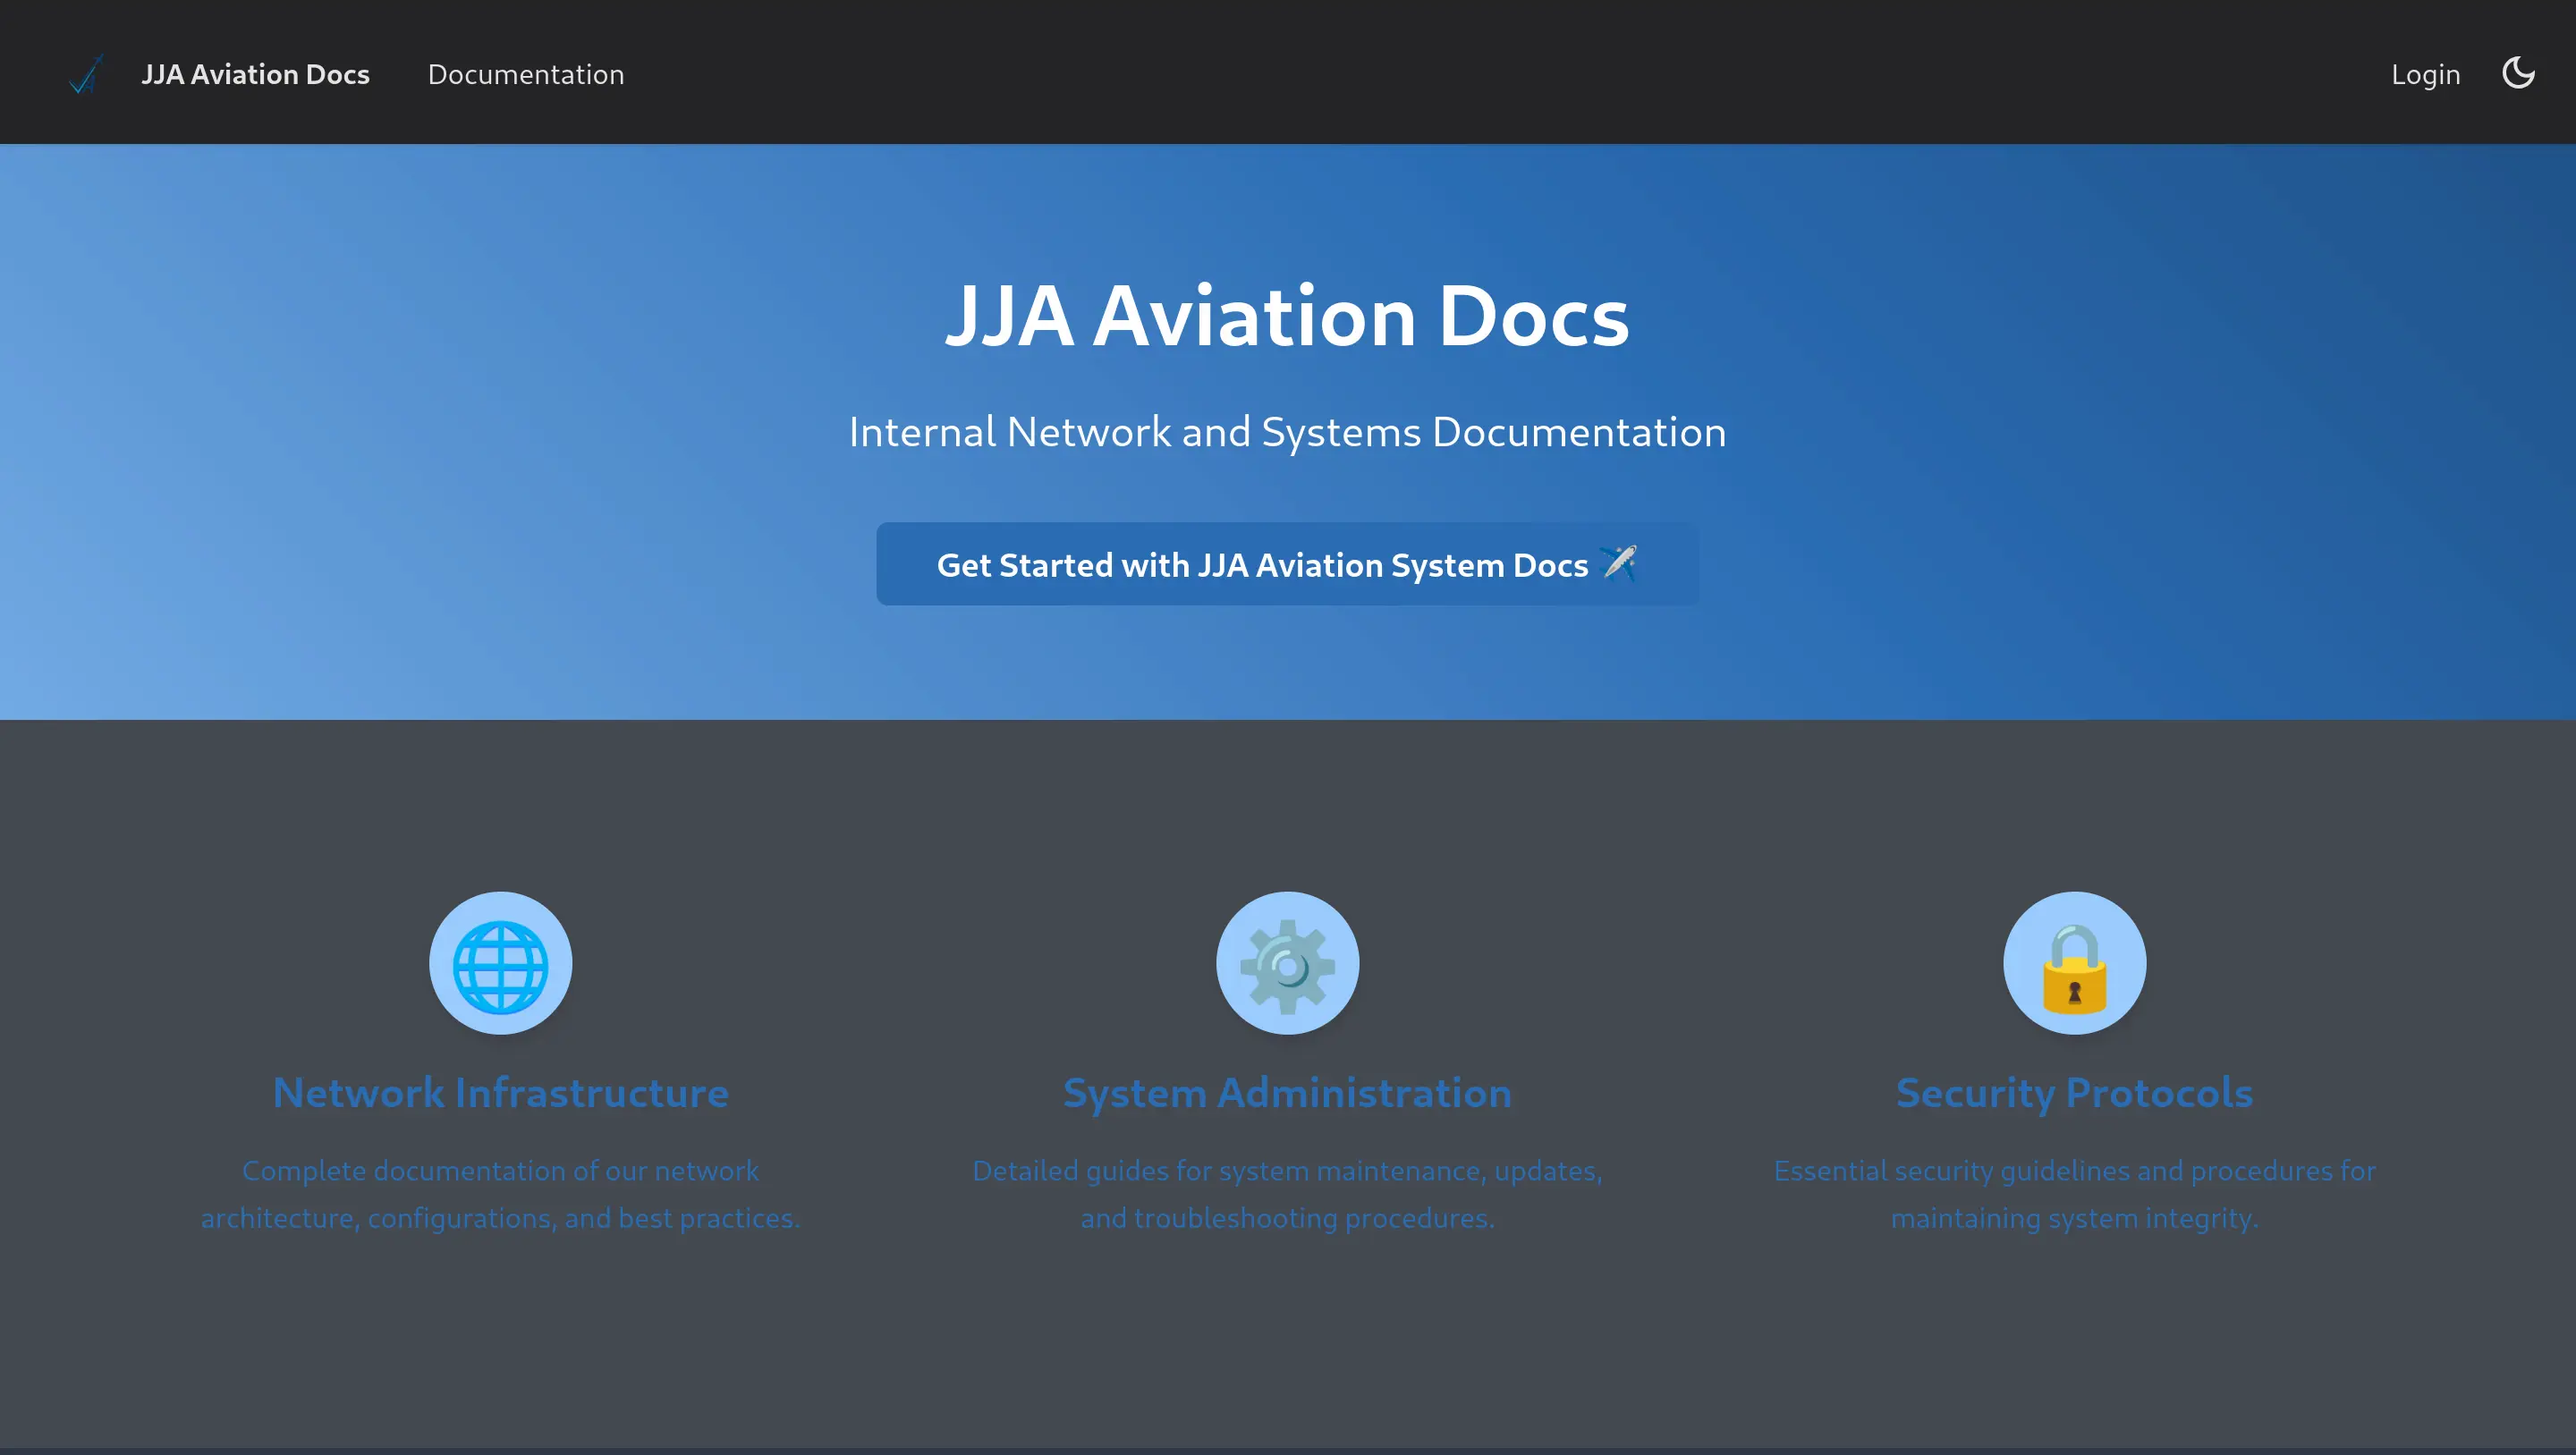 JJA Aviation Docs
Documentation
Login
JJA Aviation Docs
Internal Network and Systems Documentation
Get Started with JJA Aviation System Docs ✈️
Network Infrastructure
Complete documentation of our network
architecture, configurations, and best practices.
System Administration
Detailed guides for system maintenance, updates,
and troubleshooting procedures.
Security Protocols
Essential security guidelines and procedures for
maintaining system integrity.